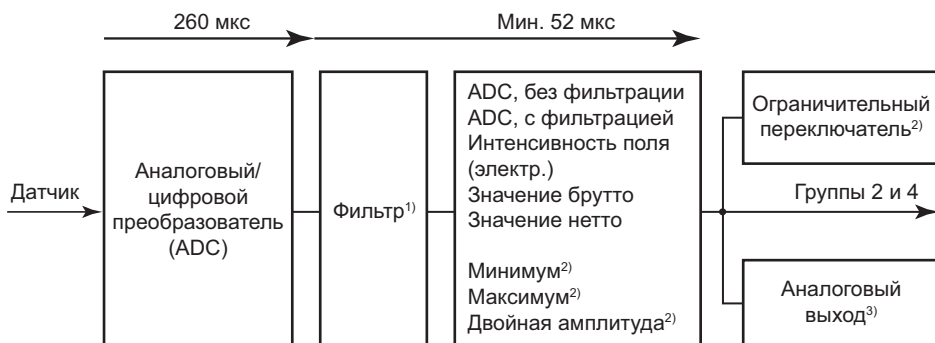 260 мкс
Мин. 52 мкс
Датчик
Аналоговый/
цифровой
преобразователь
(ADC)
Фильтр1)
ADC, без фильтрации
ADC, с фильтрацией
Интенсивность поля
(электр.)
Значение брутто
Значение нетто
Минимум2)
Максимум2)
Двойная амплитуда2)
Ограничительный
переключатель2)
Группы 2 и 4
Аналоговый
выход3)